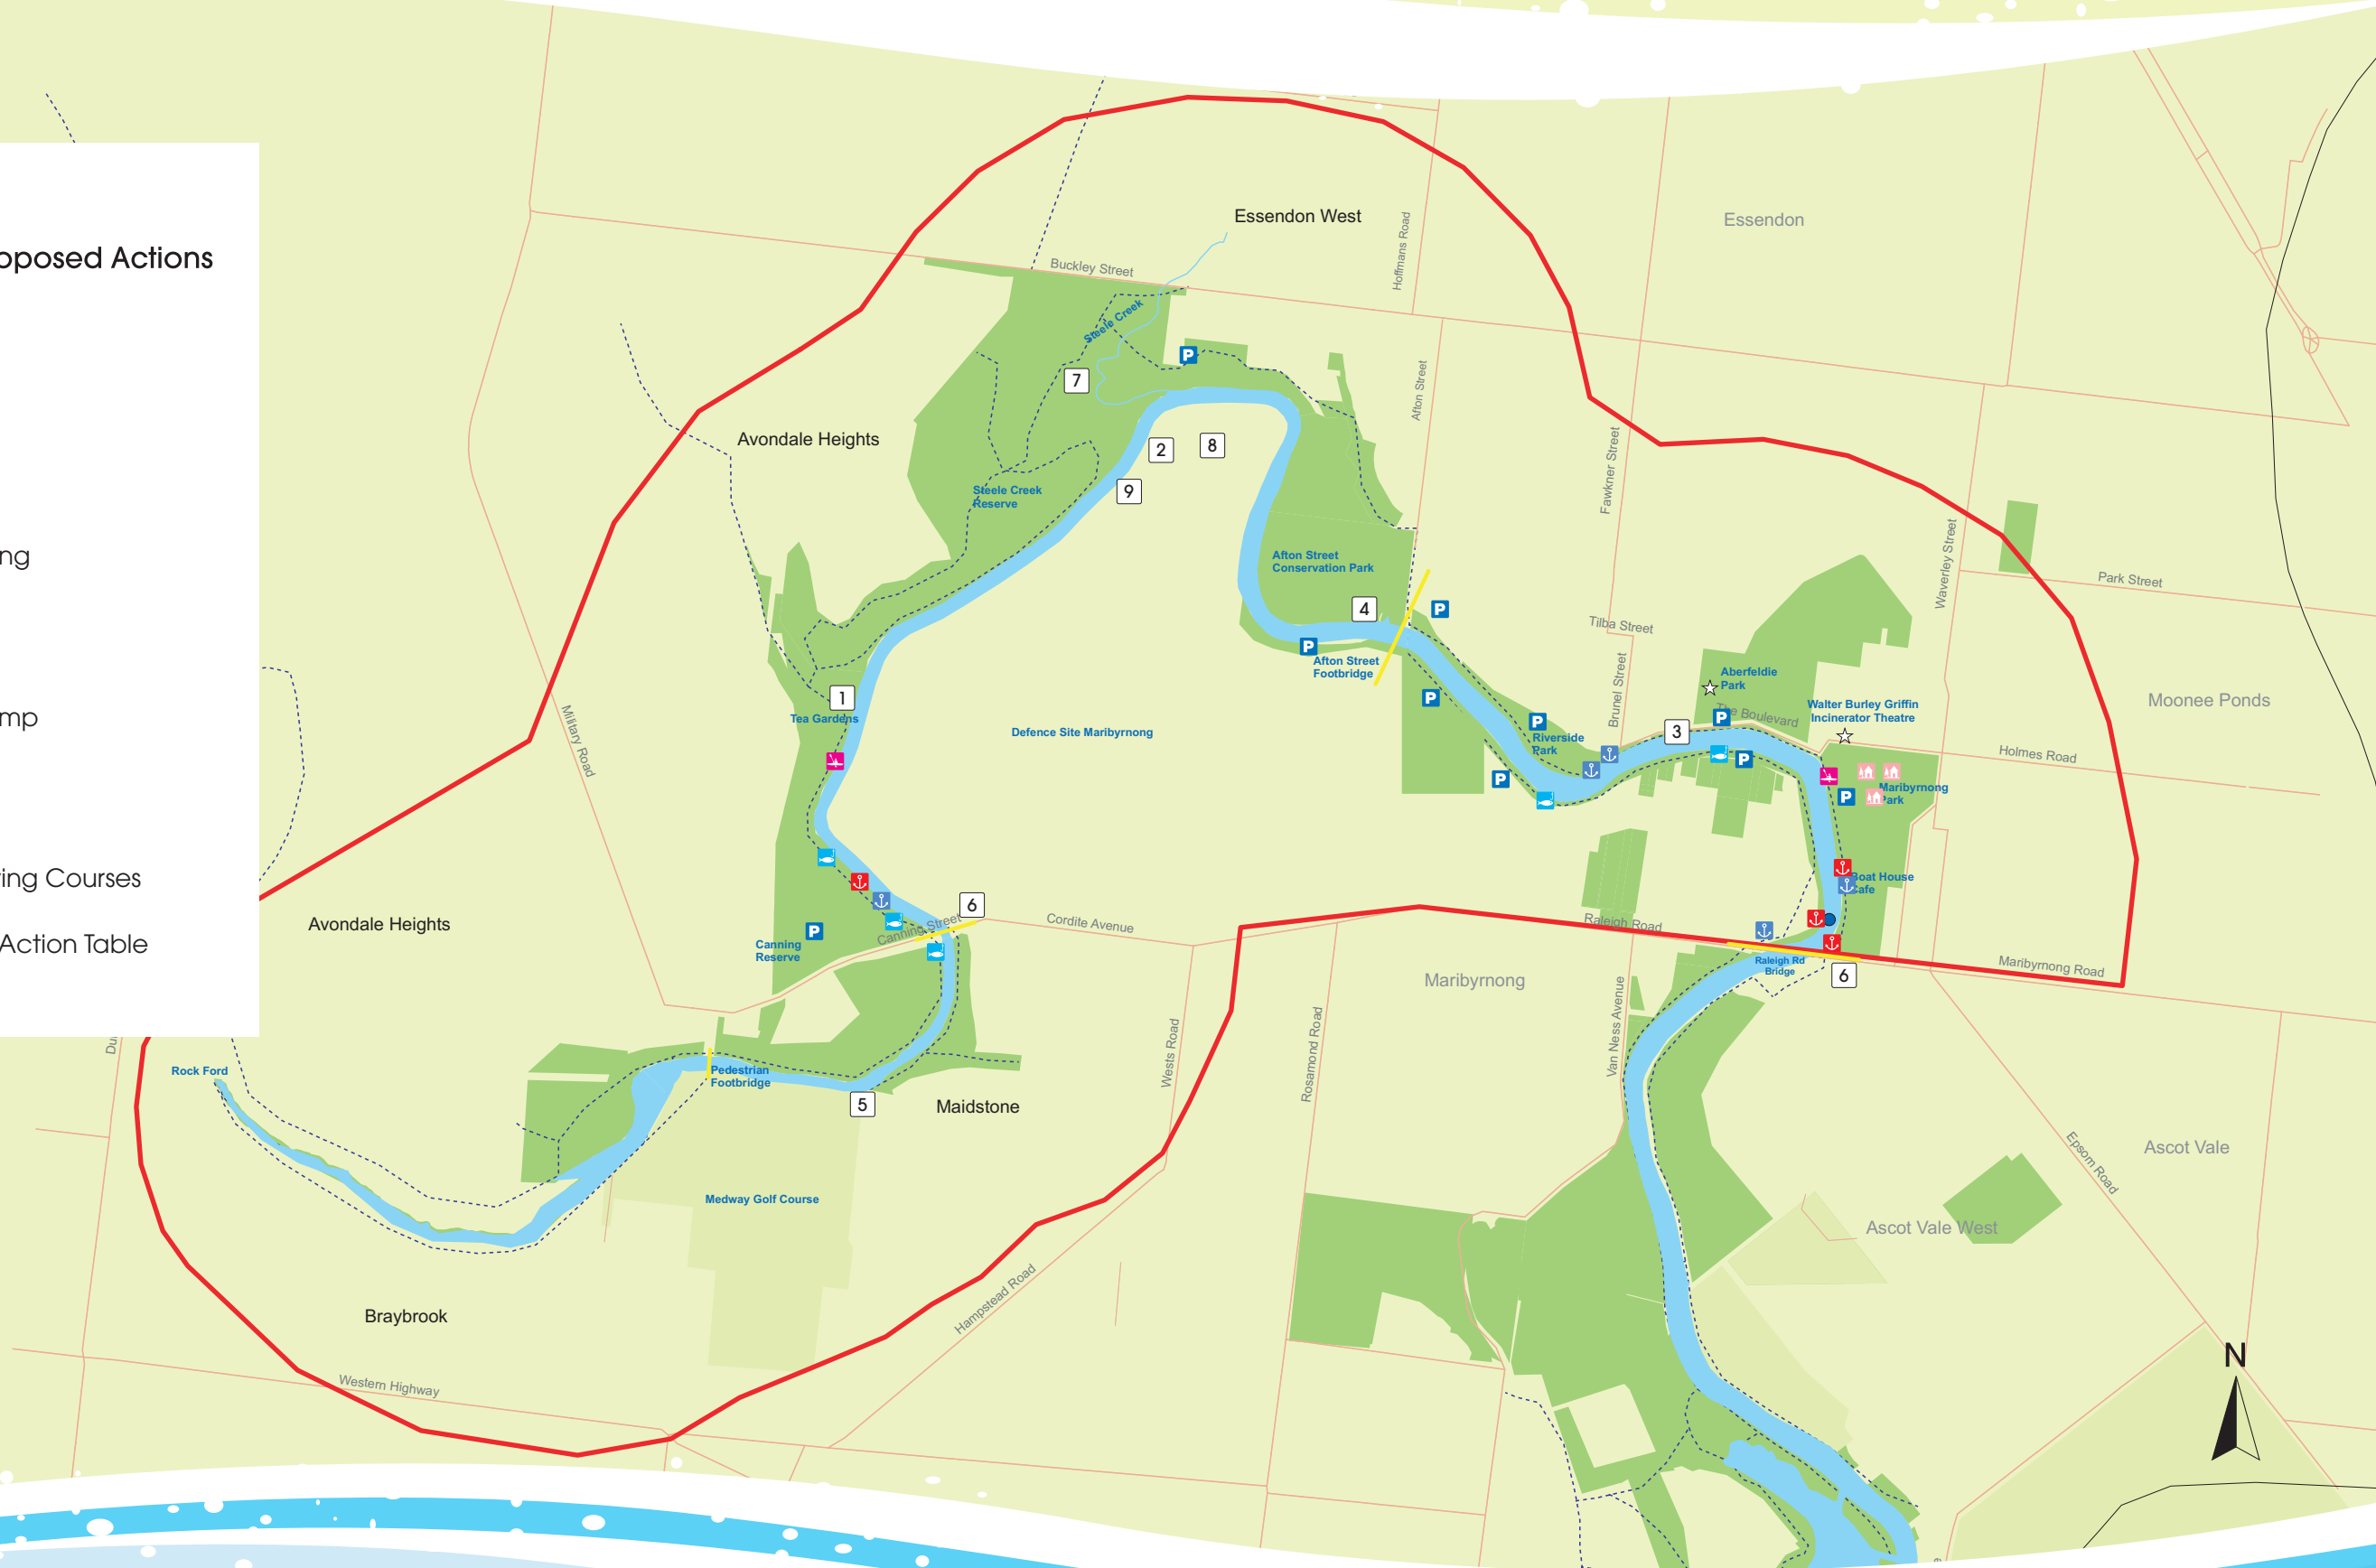 pposed Actions
ng
mp
ing Courses
Action Table
Essendon West
Essendon
Hoffmans Road
Buckley Street
Steele Creek
P
7
Afton Street
Avondale Heights
2
8
9
Steele Creek
Reserve
Fawkner Street
Waverley Street
Afton Street
Conservation Park
Park Street
4
P
P
Tilba Street
Afton Street
Footbridge
Brunel Street
Aberfeldie
Park
1
P
Tea Gardens
Walter Burley Griffin
Incinerator Theatre
Moonee Ponds
Military Road
Defence Site Maribyrnong
P
Riverside
Park
3
P
The Boulevard
P
Holmes Road
P
P
Maribyrnong
Park
Boat House
Cafe
6
Avondale Heights
P
Canning Street
Cordite Avenue
Raleigh Road
Canning
Reserve
Raleigh Rd
Bridge
6
Maribyrnong Road
Maribyrnong
Du
Rock Ford
Pedestrian
Footbridge
5
Maidstone
Wests Road
Rosamond Road
Van Ness Avenue
Epsom Road
Ascot Vale
Medway Golf Course
Ascot Vale West
Braybrook
Hampstead Road
Western Highway
N